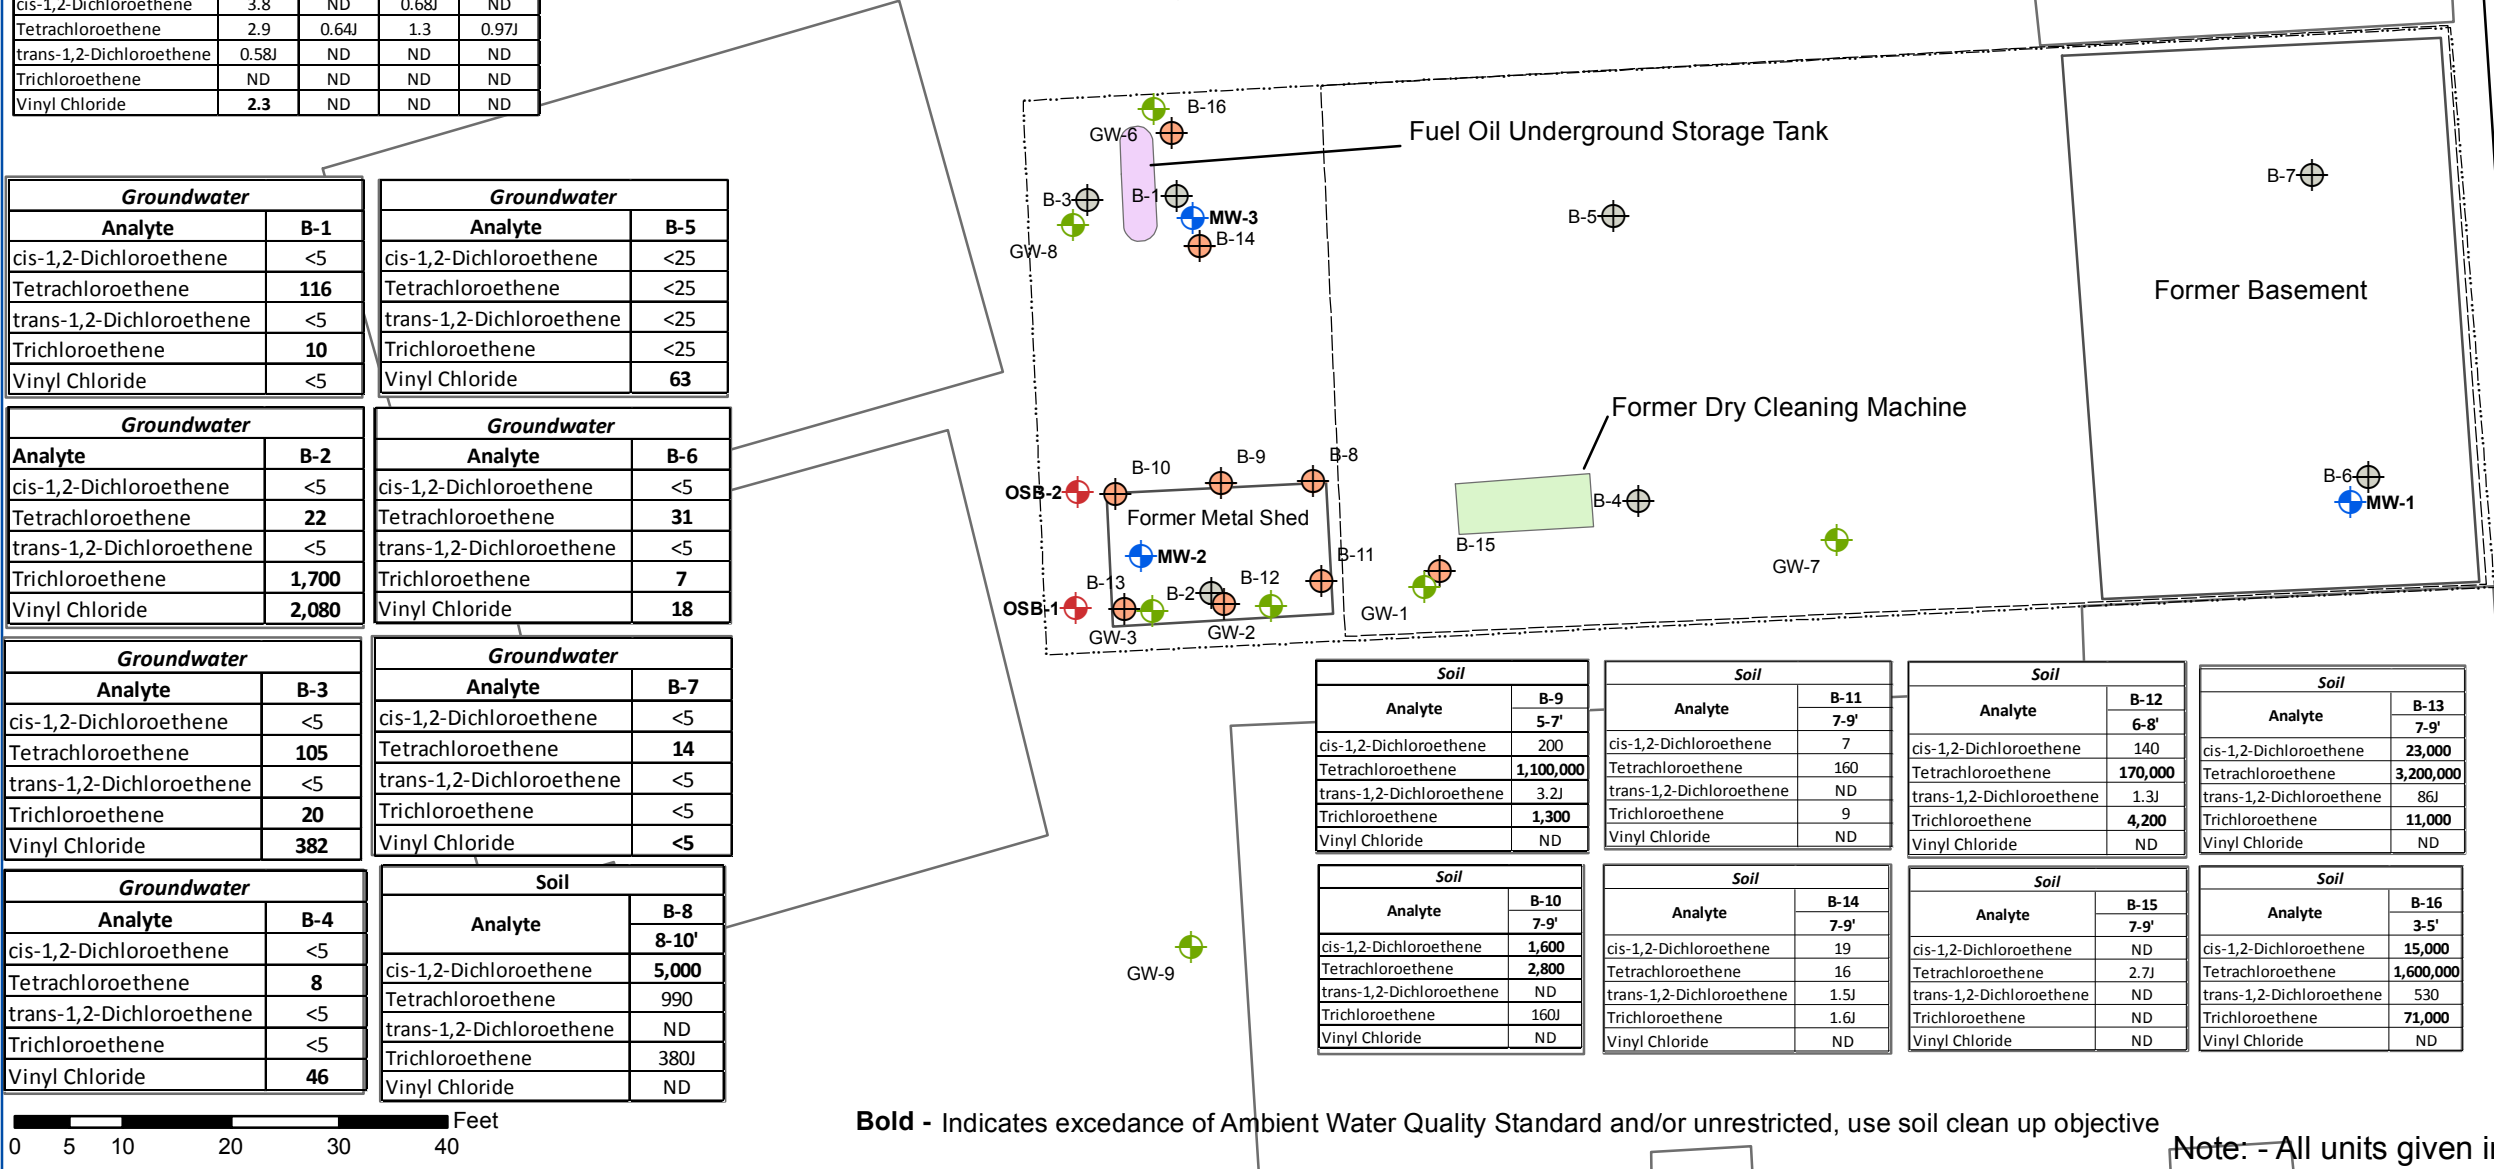 cis-1,2-Dichloroethene 3.8 ND 0.68J ND
Tetrachloroethene 2.9 0.64J 1.3 0.97J
trans-1,2-Dichloroethene 0.58J ND ND ND
Trichloroethene ND ND ND ND
Vinyl Chloride 2.3 ND ND ND
Groundwater
Analyte B-1
cis-1,2-Dichloroethene <5
Tetrachloroethene 116
trans-1,2-Dichloroethene <5
Trichloroethene 10
Vinyl Chloride <5
Groundwater
Analyte B-5
cis-1,2-Dichloroethene <25
Tetrachloroethene <25
trans-1,2-Dichloroethene <25
Trichloroethene <25
Vinyl Chloride 63
Groundwater
Analyte B-2
cis-1,2-Dichloroethene <5
Tetrachloroethene 22
trans-1,2-Dichloroethene <5
Trichloroethene 1,700
Vinyl Chloride 2,080
Groundwater
Analyte B-6
cis-1,2-Dichloroethene <5
Tetrachloroethene 31
trans-1,2-Dichloroethene <5
Trichloroethene 7
Vinyl Chloride 18
Groundwater
Analyte B-3
cis-1,2-Dichloroethene <5
Tetrachloroethene 105
trans-1,2-Dichloroethene <5
Trichloroethene 20
Vinyl Chloride 382
Groundwater
Analyte B-7
cis-1,2-Dichloroethene <5
Tetrachloroethene 14
trans-1,2-Dichloroethene <5
Trichloroethene <5
Vinyl Chloride <5
Groundwater
Analyte B-4
cis-1,2-Dichloroethene <5
Tetrachloroethene 8
trans-1,2-Dichloroethene <5
Trichloroethene <5
Vinyl Chloride 46
Soil
Analyte B-8
8-10'
cis-1,2-Dichloroethene 5,000
Tetrachloroethene 990
trans-1,2-Dichloroethene ND
Trichloroethene 380J
Vinyl Chloride ND
Feet
0 5 10 20 30 40
B-16
GW-6
Fuel Oil Underground Storage Tank
B-3
B-1
MW-3
B-14
GW-8
B-5
B-7
Former Basement
Former Dry Cleaning Machine
B-10
B-9
B-8
OSB-2
Former Metal Shed
B-4
B-6
MW-1
MW-2
B-11
B-15
GW-7
B-13
B-2
B-12
OSB-1
GW-3
GW-2
GW-1
GW-9
Soil
Analyte B-9
5-7'
cis-1,2-Dichloroethene 200
Tetrachloroethene 1,100,000
trans-1,2-Dichloroethene 3.2J
Trichloroethene 1,300
Vinyl Chloride ND
Soil
Analyte B-11
7-9'
cis-1,2-Dichloroethene 7
Tetrachloroethene 160
trans-1,2-Dichloroethene ND
Trichloroethene 9
Vinyl Chloride ND
Soil
Analyte B-12
6-8'
cis-1,2-Dichloroethene 140
Tetrachloroethene 170,000
trans-1,2-Dichloroethene 1.3J
Trichloroethene 4,200
Vinyl Chloride ND
Soil
Analyte B-13
7-9'
cis-1,2-Dichloroethene 23,000
Tetrachloroethene 3,200,000
trans-1,2-Dichloroethene 86J
Trichloroethene 11,000
Vinyl Chloride ND
Soil
Analyte B-10
7-9'
cis-1,2-Dichloroethene 1,600
Tetrachloroethene 2,800
trans-1,2-Dichloroethene ND
Trichloroethene 160J
Vinyl Chloride ND
Soil
Analyte B-14
7-9'
cis-1,2-Dichloroethene 19
Tetrachloroethene 16
trans-1,2-Dichloroethene 1.5J
Trichloroethene 1.6J
Vinyl Chloride ND
Soil
Analyte B-15
7-9'
cis-1,2-Dichloroethene ND
Tetrachloroethene 2.7J
trans-1,2-Dichloroethene ND
Trichloroethene ND
Vinyl Chloride ND
Soil
Analyte B-16
3-5'
cis-1,2-Dichloroethene 15,000
Tetrachloroethene 1,600,000
trans-1,2-Dichloroethene 530
Trichloroethene 71,000
Vinyl Chloride ND
Bold - Indicates excedance of Ambient Water Quality Standard and/or unrestricted, use soil clean up objective
Note: - All units given